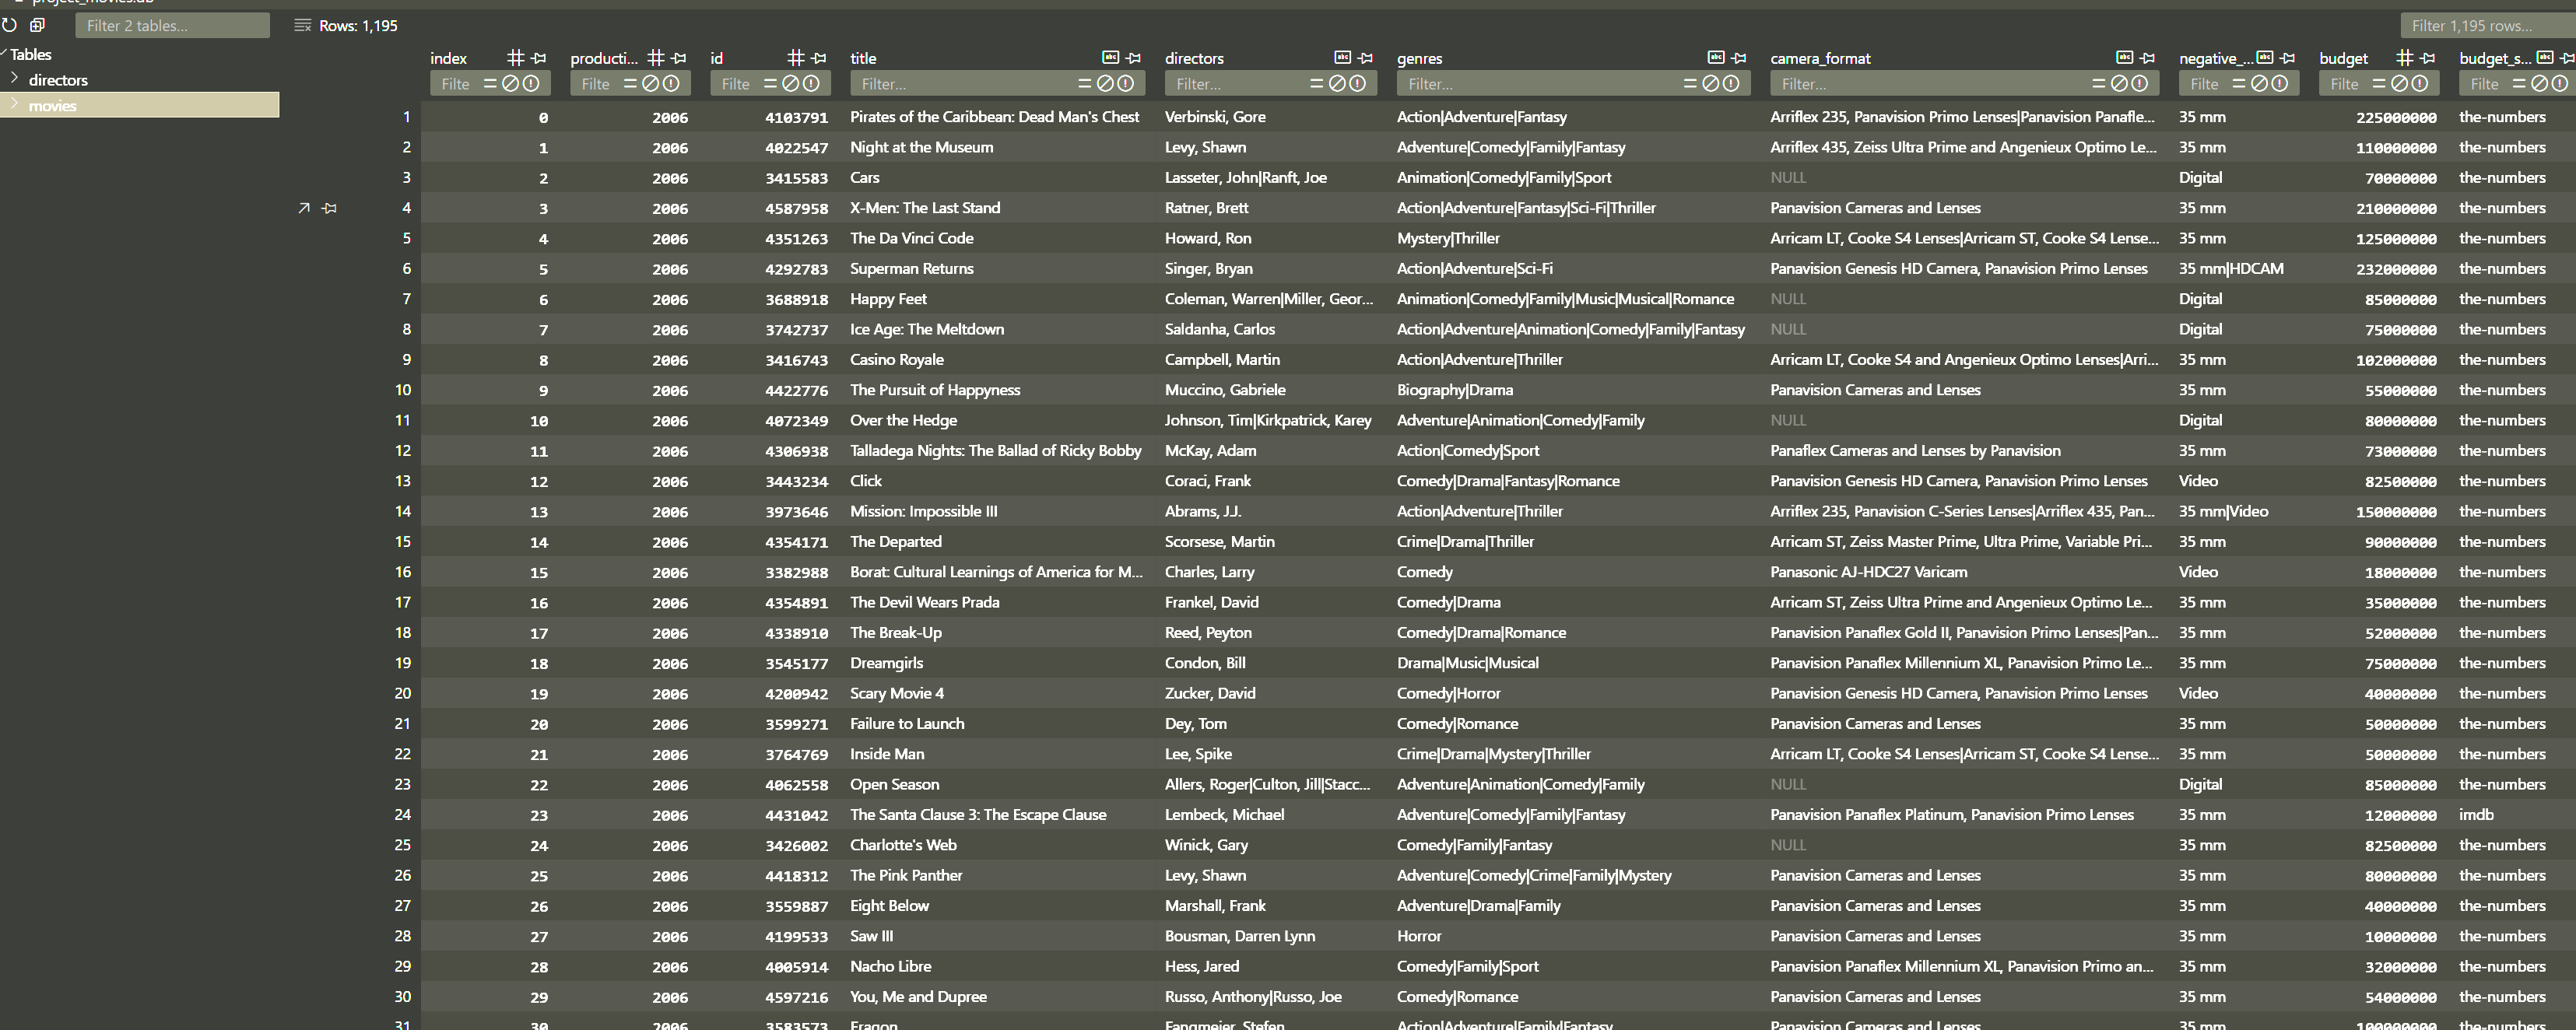 project_movies.db
Filter 2 tables... Rows: 1,195 Filter 1,195 rows...
Tables
directors
movies
index producti... id title directors genres camera_format negative_... budget budget_s...
Filte Filte Filte Filter... Filter... Filter... Filter... Filte Filte Filte
1 0 2006 4103791 Pirates of the Caribbean: Dead Man's Chest Verbinski, Gore Action|Adventure|Fantasy Arriflex 235, Panavision Primo Lenses|Panavision Panafle... 35 mm 225000000 the-numbers
2 1 2006 4022547 Night at the Museum Levy, Shawn Adventure|Comedy|Family|Fantasy Arriflex 435, Zeiss Ultra Prime and Angenieux Optimo Le... 35 mm 110000000 the-numbers
3 2 2006 3415583 Cars Lasseter, John|Ranft, Joe Animation|Comedy|Family|Sport NULL Digital 70000000 the-numbers
4 3 2006 4587958 X-Men: The Last Stand Ratner, Brett Action|Adventure|Fantasy|Sci-Fi|Thriller Panavision Cameras and Lenses 35 mm 210000000 the-numbers
5 4 2006 4351263 The Da Vinci Code Howard, Ron Mystery|Thriller Arricam LT, Cooke S4 Lenses|Arricam ST, Cooke S4 Lense... 35 mm 125000000 the-numbers
6 5 2006 4292783 Superman Returns Singer, Bryan Action|Adventure|Sci-Fi Panavision Genesis HD Camera, Panavision Primo Lenses 35 mm|HDCAM 232000000 the-numbers
7 6 2006 3688918 Happy Feet Coleman, Warren|Miller, Geor... Animation|Comedy|Family|Music|Musical|Romance NULL Digital 85000000 the-numbers
8 7 2006 3742737 Ice Age: The Meltdown Saldanha, Carlos Action|Adventure|Animation|Comedy|Family|Fantasy NULL Digital 75000000 the-numbers
9 8 2006 3416743 Casino Royale Campbell, Martin Action|Adventure|Thriller Arricam LT, Cooke S4 and Angenieux Optimo Lenses|Arri... 35 mm 102000000 the-numbers
10 9 2006 4422776 The Pursuit of Happyness Muccino, Gabriele Biography|Drama Panavision Cameras and Lenses 35 mm 55000000 the-numbers
11 10 2006 4072349 Over the Hedge Johnson, Tim|Kirkpatrick, Karey Adventure|Animation|Comedy|Family NULL Digital 80000000 the-numbers
12 11 2006 4306938 Talladega Nights: The Ballad of Ricky Bobby McKay, Adam Action|Comedy|Sport Panaflex Cameras and Lenses by Panavision 35 mm 73000000 the-numbers
13 12 2006 3443234 Click Coraci, Frank Comedy|Drama|Fantasy|Romance Panavision Genesis HD Camera, Panavision Primo Lenses Video 82500000 the-numbers
14 13 2006 3973646 Mission: Impossible III Abrams, J.J. Action|Adventure|Thriller Arriflex 235, Panavision C-Series Lenses|Arriflex 435, Pan... 35 mm|Video 150000000 the-numbers
15 14 2006 4354171 The Departed Scorsese, Martin Crime|Drama|Thriller Arricam ST, Zeiss Master Prime, Ultra Prime, Variable Pri... 35 mm 90000000 the-numbers
16 15 2006 3382988 Borat: Cultural Learnings of America for M... Charles, Larry Comedy Panasonic AJ-HDC27 Varicam Video 18000000 the-numbers
17 16 2006 4354891 The Devil Wears Prada Frankel, David Comedy|Drama Arricam ST, Zeiss Ultra Prime and Angenieux Optimo Le... 35 mm 35000000 the-numbers
18 17 2006 4338910 The Break-Up Reed, Peyton Comedy|Drama|Romance Panavision Panaflex Gold II, Panavision Primo Lenses|Pan... 35 mm 52000000 the-numbers
19 18 2006 3545177 Dreamgirls Condon, Bill Drama|Music|Musical Panavision Panaflex Millennium XL, Panavision Primo Le... 35 mm 75000000 the-numbers
20 19 2006 4200942 Scary Movie 4 Zucker, David Comedy|Horror Panavision Genesis HD Camera, Panavision Primo Lenses Video 40000000 the-numbers
21 20 2006 3599271 Failure to Launch Dey, Tom Comedy|Romance Panavision Cameras and Lenses 35 mm 50000000 the-numbers
22 21 2006 3764769 Inside Man Lee, Spike Crime|Drama|Mystery|Thriller Arricam LT, Cooke S4 Lenses|Arricam ST, Cooke S4 Lense... 35 mm 50000000 the-numbers
23 22 2006 4062558 Open Season Allers, Roger|Culton, Jill|Stacc... Adventure|Animation|Comedy|Family NULL Digital 85000000 the-numbers
24 23 2006 4431042 The Santa Clause 3: The Escape Clause Lembeck, Michael Adventure|Comedy|Family|Fantasy Panavision Panaflex Platinum, Panavision Primo Lenses 35 mm 12000000 imdb
25 24 2006 3426002 Charlotte's Web Winick, Gary Comedy|Family|Fantasy NULL 35 mm 82500000 the-numbers
26 25 2006 4418312 The Pink Panther Levy, Shawn Adventure|Comedy|Crime|Family|Mystery Panavision Cameras and Lenses 35 mm 80000000 the-numbers
27 26 2006 3559887 Eight Below Marshall, Frank Adventure|Drama|Family Panavision Cameras and Lenses 35 mm 40000000 the-numbers
28 27 2006 4199533 Saw III Bousman, Darren Lynn Horror Panavision Cameras and Lenses 35 mm 10000000 the-numbers
29 28 2006 4005914 Nacho Libre Hess, Jared Comedy|Family|Sport Panavision Panaflex Millennium XL, Panavision Primo an... 35 mm 32000000 the-numbers
30 29 2006 4597216 You, Me and Dupree Russo, Anthony|Russo, Joe Comedy|Romance Panavision Cameras and Lenses 35 mm 54000000 the-numbers
31 30 2006 3583573 Eragon Fangmeier, Stefen Action|Adventure|Family|Fantasy Panavision Cameras and Lenses 35 mm 100000000 the-numbers